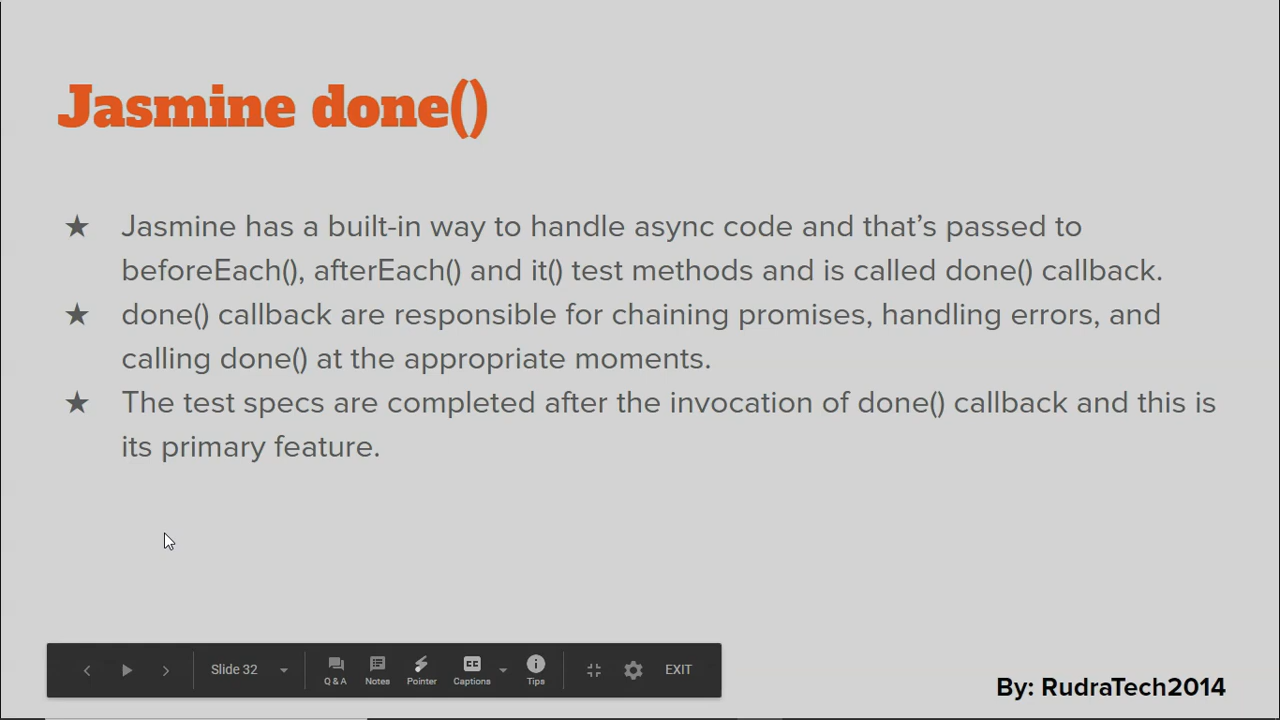 Jasmine done()
★ Jasmine has a built-in way to handle async code and that’s passed to
beforeEach(), afterEach() and it() test methods and is called done() callback.
★ done() callback are responsible for chaining promises, handling errors, and
calling done() at the appropriate moments.
★ The test specs are completed after the invocation of done() callback and this is
its primary feature.
Slide 32
Q & A
Notes
Pointer
CC
Captions
Tips
EXIT
By: RudraTech2014